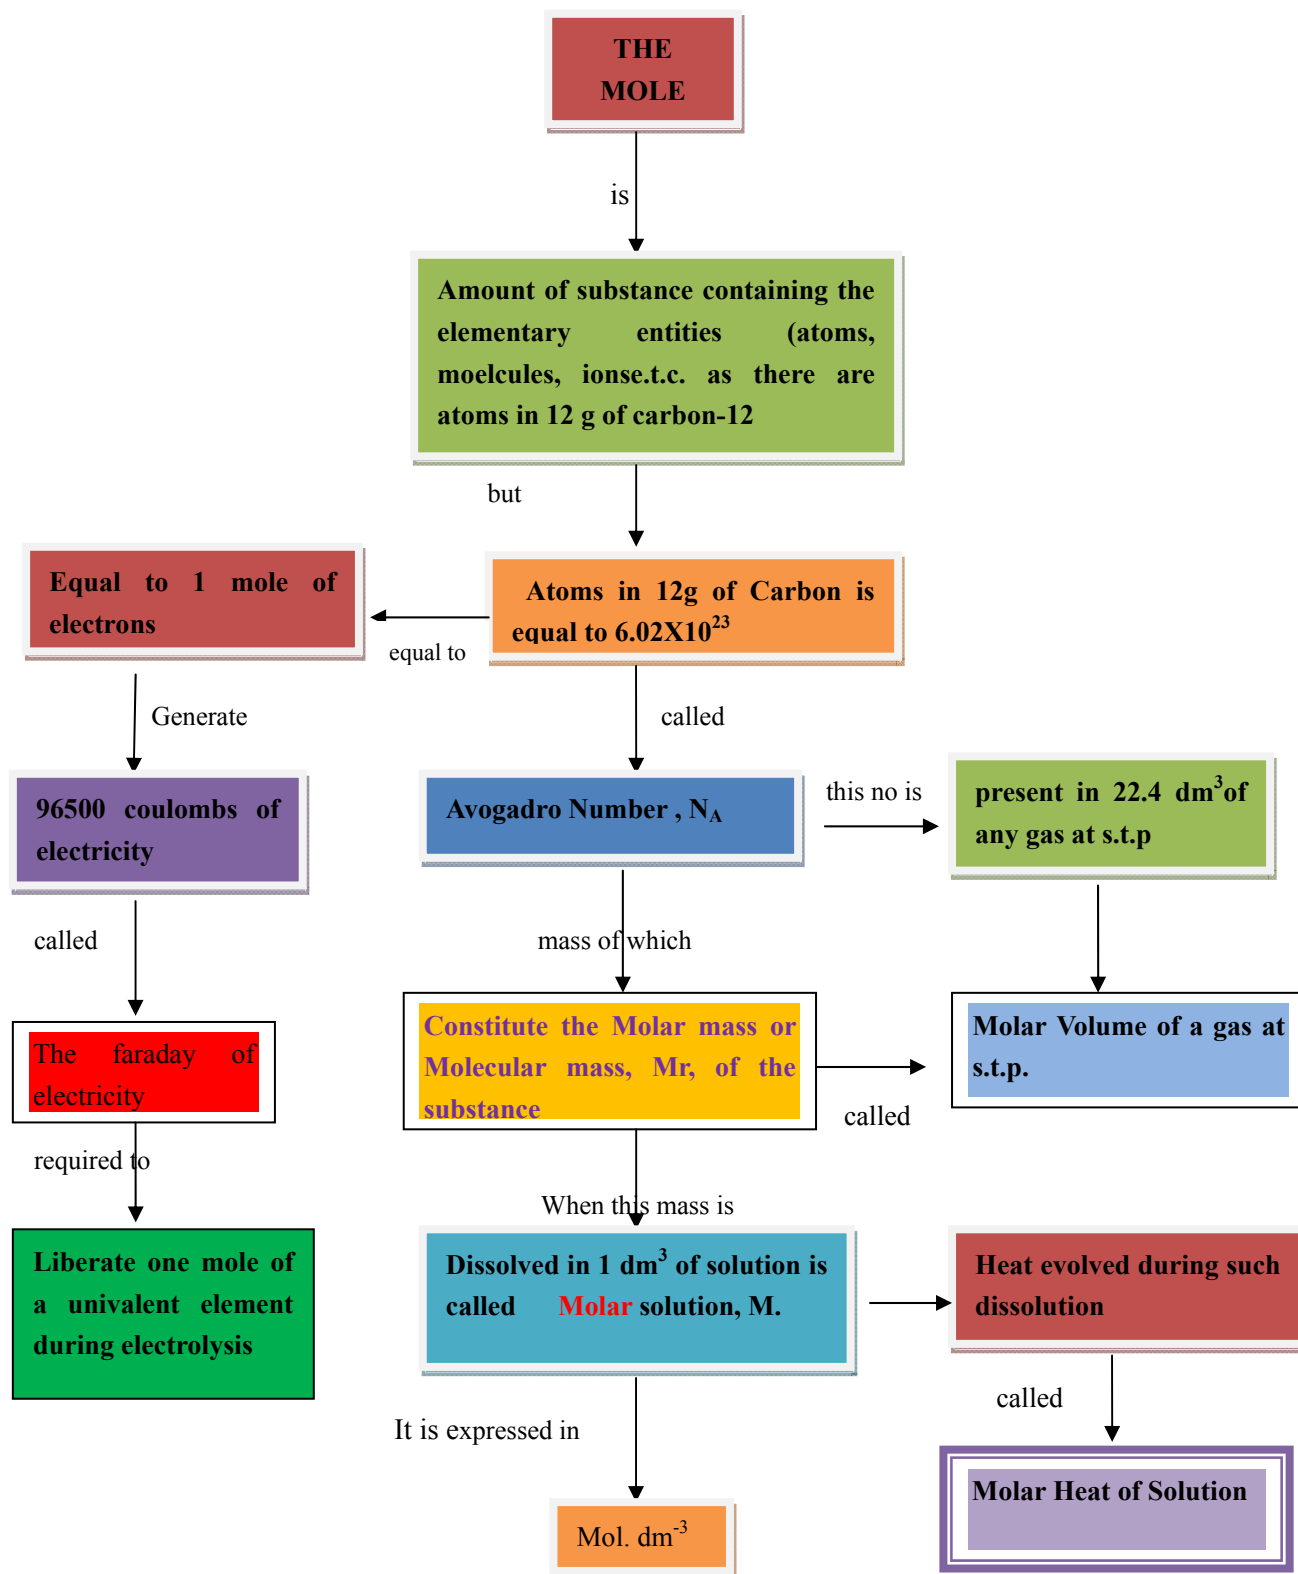 THE
MOLE
is
Amount of substance containing the
elementary entities (atoms,
moelcules, ionse.t.c. as there are
atoms in 12 g of carbon-12
but
Equal to 1 mole of
electrons
equal to
Atoms in 12g of Carbon is
equal to 6.02X10²³
Generate
called
96500 coulombs of
electricity
Avogadro Number , N_A
this no is
present in 22.4 dm³of
any gas at s.t.p
called
mass of which
The faraday of
electricity
Constitute the Molar mass or
Molecular mass, Mr, of the
substance
called
Molar Volume of a gas at
s.t.p.
required to
When this mass is
Liberate one mole of
a univalent element
during electrolysis
Dissolved in 1 dm³ of solution is
called Molar solution, M.
Heat evolved during such
dissolution
called
It is expressed in
Molar Heat of Solution
Mol. dm⁻³